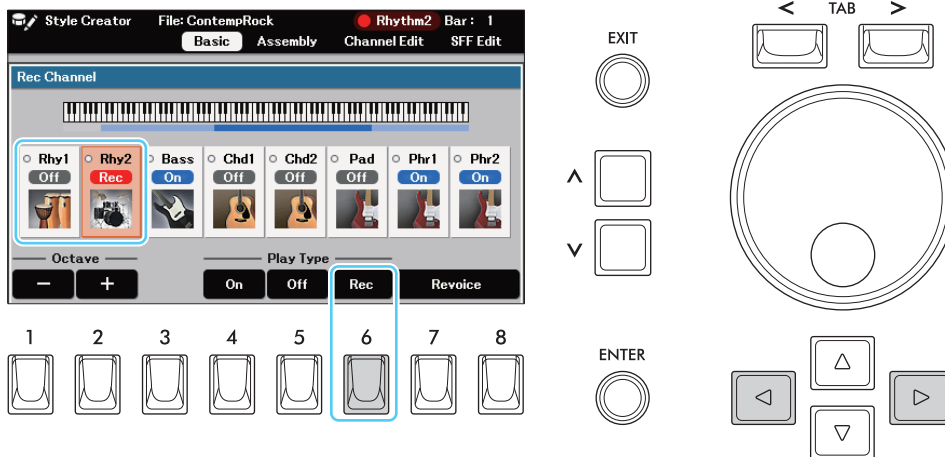 Style Creator File: ContempRock Rhythm2 Bar: 1
Basic Assembly Channel Edit SFF Edit
Rec Channel
Rhy1 Rhy2 Bass Chd1 Chd2 Pad Phr1 Phr2
Off Rec On Off Off Off On On
Octave Play Type
− + On Off Rec Revoice
1 2 3 4 5 6 7 8
EXIT
∧
∨
ENTER
< TAB >